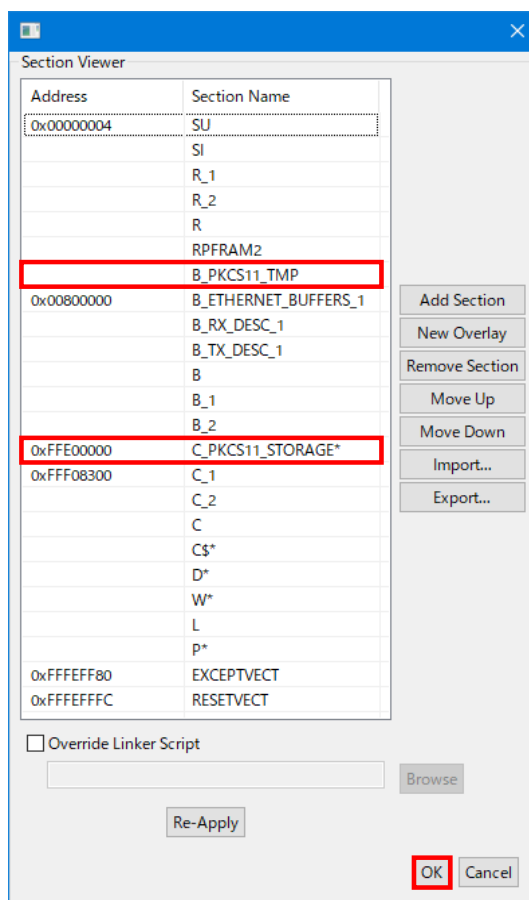 Section Viewer
Address Section Name
0x00000004 SU
SI
R_1
R_2
R
RPFRAM2
B_PKCS11_TMP
0x00800000 B_ETHERNET_BUFFERS_1
B_RX_DESC_1
B_TX_DESC_1
B
B_1
B_2
0xFFE00000 C_PKCS11_STORAGE*
0xFFF08300 C_1
C_2
C
C$*
D*
W*
L
P*
0xFFFEFF80 EXCEPTVECT
0xFFFEFFFC RESETVECT
Add Section
New Overlay
Remove Section
Move Up
Move Down
Import...
Export...
Override Linker Script
Browse
Re-Apply
OK Cancel